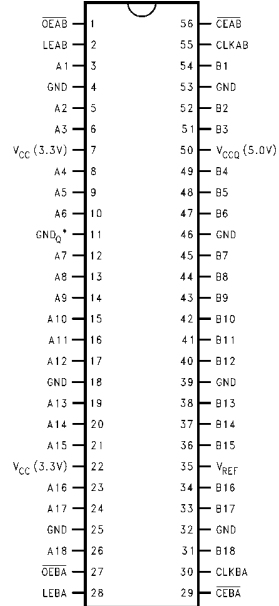 OEAB 1 56 CEAB
LEAB 2 55 CLKAB
A1 3 54 B1
GND 4 53 GND
A2 5 52 B2
A3 6 51 B3
VCC (3.3V) 7 50 VCCQ (5.0V)
A4 8 49 B4
A5 9 48 B5
A6 10 47 B6
GNDQ* 11 46 GND
A7 12 45 B7
A8 13 44 B8
A9 14 43 B9
A10 15 42 B10
A11 16 41 B11
A12 17 40 B12
GND 18 39 GND
A13 19 38 B13
A14 20 37 B14
A15 21 36 B15
VCC (3.3V) 22 35 VREF
A16 23 34 B16
A17 24 33 B17
GND 25 32 GND
A18 26 31 B18
OEBA 27 30 CLKBA
LEBA 28 29 CEBA